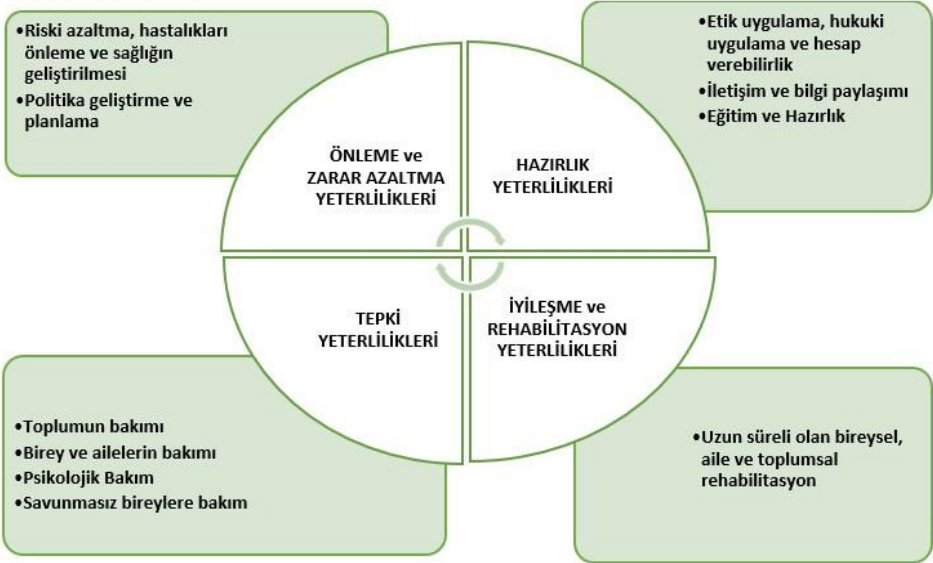 •Riski azaltma, hastalıkları
önleme ve sağlığın
geliştirilmesi
•Politika geliştirme ve
planlama
•Etik uygulama, hukuki
uygulama ve hesap
verebilirlik
•İletişim ve bilgi paylaşımı
•Eğitim ve Hazırlık
ÖNLEME ve
ZARAR AZALTMA
YETERLİLİKLERİ
HAZIRLIK
YETERLİLİKLERİ
TEPKİ
YETERLİLİKLERİ
İYİLEŞME ve
REHABİLİTASYON
YETERLİLİKLERİ
•Toplumun bakımı
•Birey ve ailelerin bakımı
•Psikolojik Bakım
•Savunmasız bireylere bakım
•Uzun süreli olan bireysel,
aile ve toplumsal
rehabilitasyon